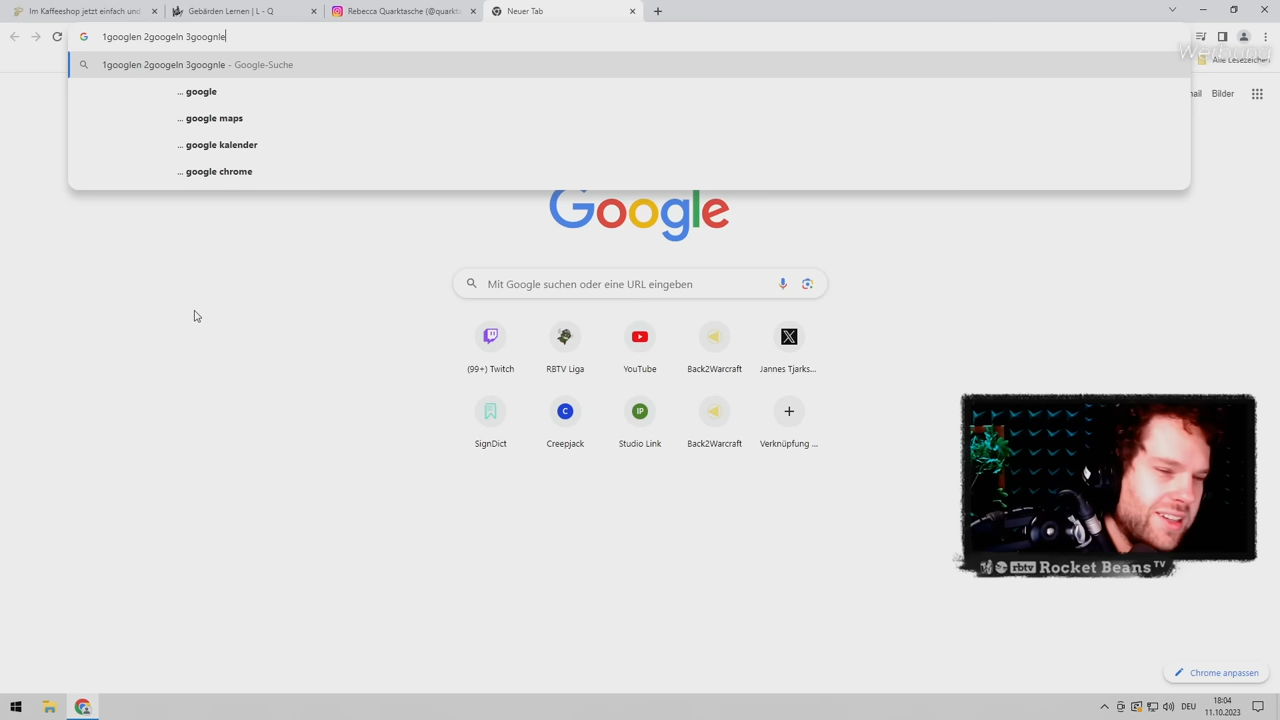 Im Kaffeeshop jetzt einfach und
Gebärden Lernen | L - Q
Rebecca Quarktasche (@quarkt
Neuer Tab
1googlen 2googeln 3goognle
1googlen 2googeln 3goognle - Google-Suche
Werbung
Alle Lesezeichen
... google
... google maps
... google kalender
... google chrome
mail
Bilder
Google
Mit Google suchen oder eine URL eingeben
(99+) Twitch
RBTV Liga
YouTube
Back2Warcraft
Jannes Tjarks...
C
IP
SignDict
Creepjack
Studio Link
Back2Warcraft
Verknüpfung ...
rbtv Rocket Beans TV
Chrome anpassen
DEU
18:04
11.10.2023